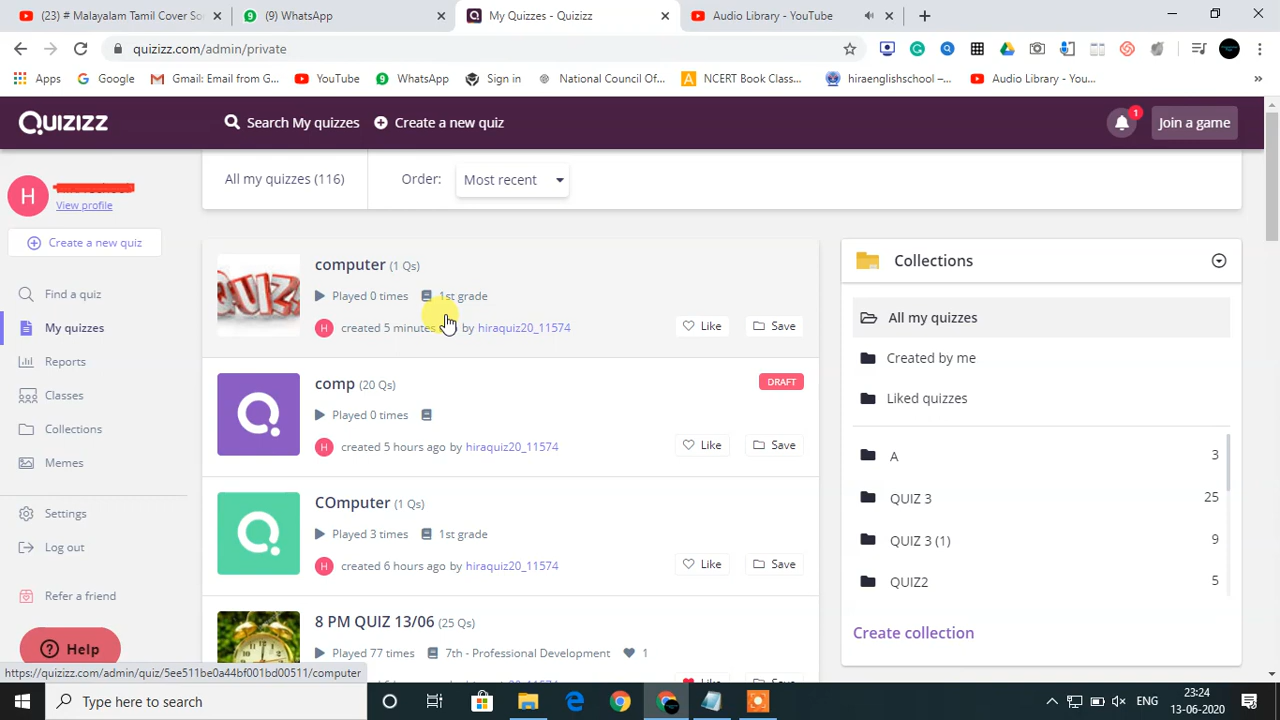 (23) # Malayalam Tamil Cover So
(9) WhatsApp
My Quizzes - Quizizz
Audio Library - YouTube
quizizz.com/admin/private
Apps
Google
Gmail: Email from G...
YouTube
WhatsApp
Sign in
National Council Of...
NCERT Book Class...
hiraenglishschool –...
Audio Library - You...
QUIZIZZ
Search My quizzes
Create a new quiz
1
Join a game
H
View profile
Create a new quiz
Find a quiz
My quizzes
Reports
Classes
Collections
Memes
Settings
Log out
Refer a friend
Help
All my quizzes (116)
Order:
Most recent
QUIZ
computer (1 Qs)
Played 0 times
1st grade
H
created 5 minutes by hiraquiz20_11574
Like
Save
comp (20 Qs)
DRAFT
Played 0 times
H
created 5 hours ago by hiraquiz20_11574
Like
Save
COmputer (1 Qs)
Played 3 times
1st grade
H
created 6 hours ago by hiraquiz20_11574
Like
Save
8 PM QUIZ 13/06 (25 Qs)
Played 77 times
7th - Professional Development
1
Collections
All my quizzes
Created by me
Liked quizzes
A 3
QUIZ 3 25
QUIZ 3 (1) 9
QUIZ2 5
Create collection
https://quizizz.com/admin/quiz/5ee511be0a44bf001bd00511/computer
Type here to search
ENG
23:24
13-06-2020